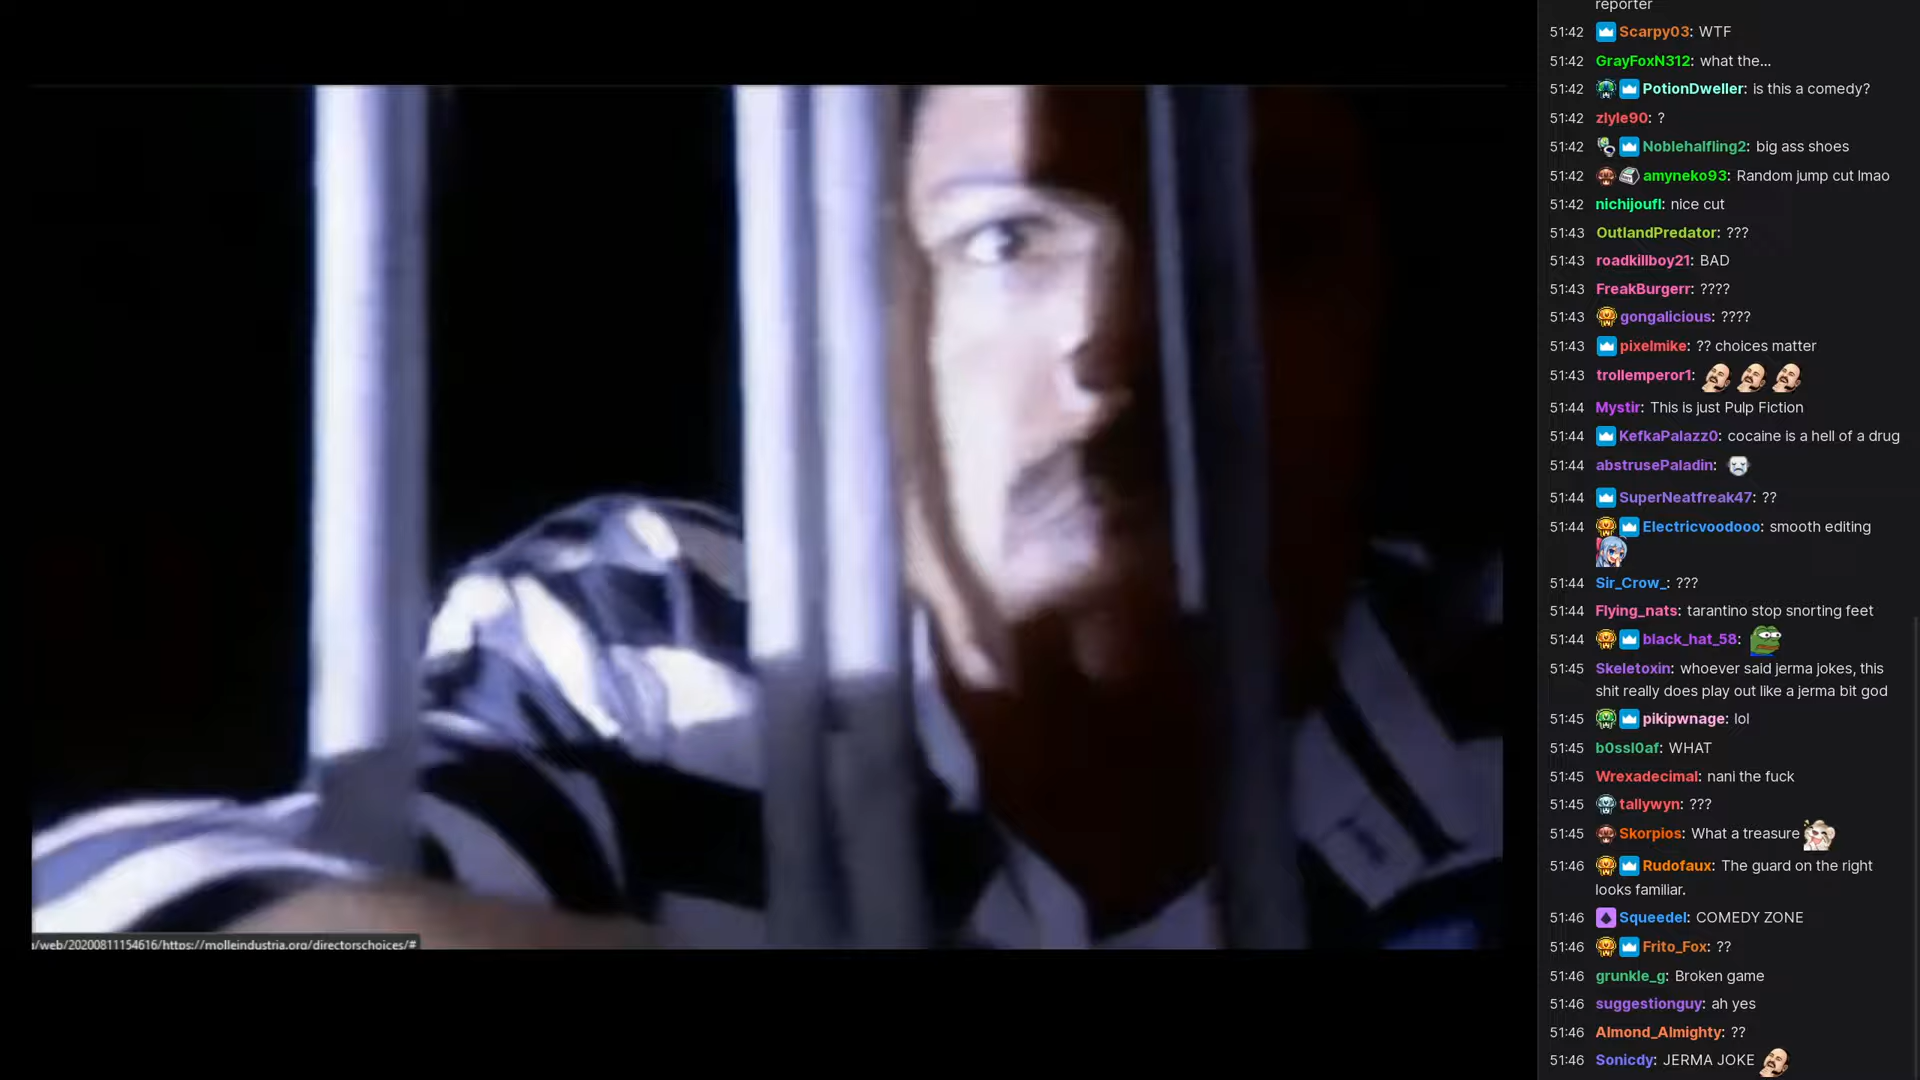 reporter
51:42 Scarpy03: WTF
51:42 GrayFoxN312: what the...
51:42 PotionDweller: is this a comedy?
51:42 zlyle90: ?
51:42 Noblehalfling2: big ass shoes
51:42 amyneko93: Random jump cut lmao
51:42 nichijoufl: nice cut
51:43 OutlandPredator: ???
51:43 roadkillboy21: BAD
51:43 FreakBurgerr: ????
51:43 gongalicious: ????
51:43 pixelmike: ?? choices matter
51:43 trollemperor1:
51:44 Mystir: This is just Pulp Fiction
51:44 KefkaPalazz0: cocaine is a hell of a drug
51:44 abstrusePaladin:
51:44 SuperNeatfreak47: ??
51:44 Electricvoodooo: smooth editing
51:44 Sir_Crow_: ???
51:44 Flying_nats: tarantino stop snorting feet
51:44 black_hat_58:
51:45 Skeletoxin: whoever said jerma jokes, this
shit really does play out like a jerma bit god
51:45 pikipwnage: lol
51:45 b0ssl0af: WHAT
51:45 Wrexadecimal: nani the fuck
51:45 tallywyn: ???
51:45 Skorpios: What a treasure
51:46 Rudofaux: The guard on the right
looks familiar.
51:46 Squeedel: COMEDY ZONE
51:46 Frito_Fox: ??
51:46 grunkle_g: Broken game
51:46 suggestionguy: ah yes
51:46 Almond_Almighty: ??
51:46 Sonicdy: JERMA JOKE
/web/20200811154616/https://molleindustria.org/directorschoices/#